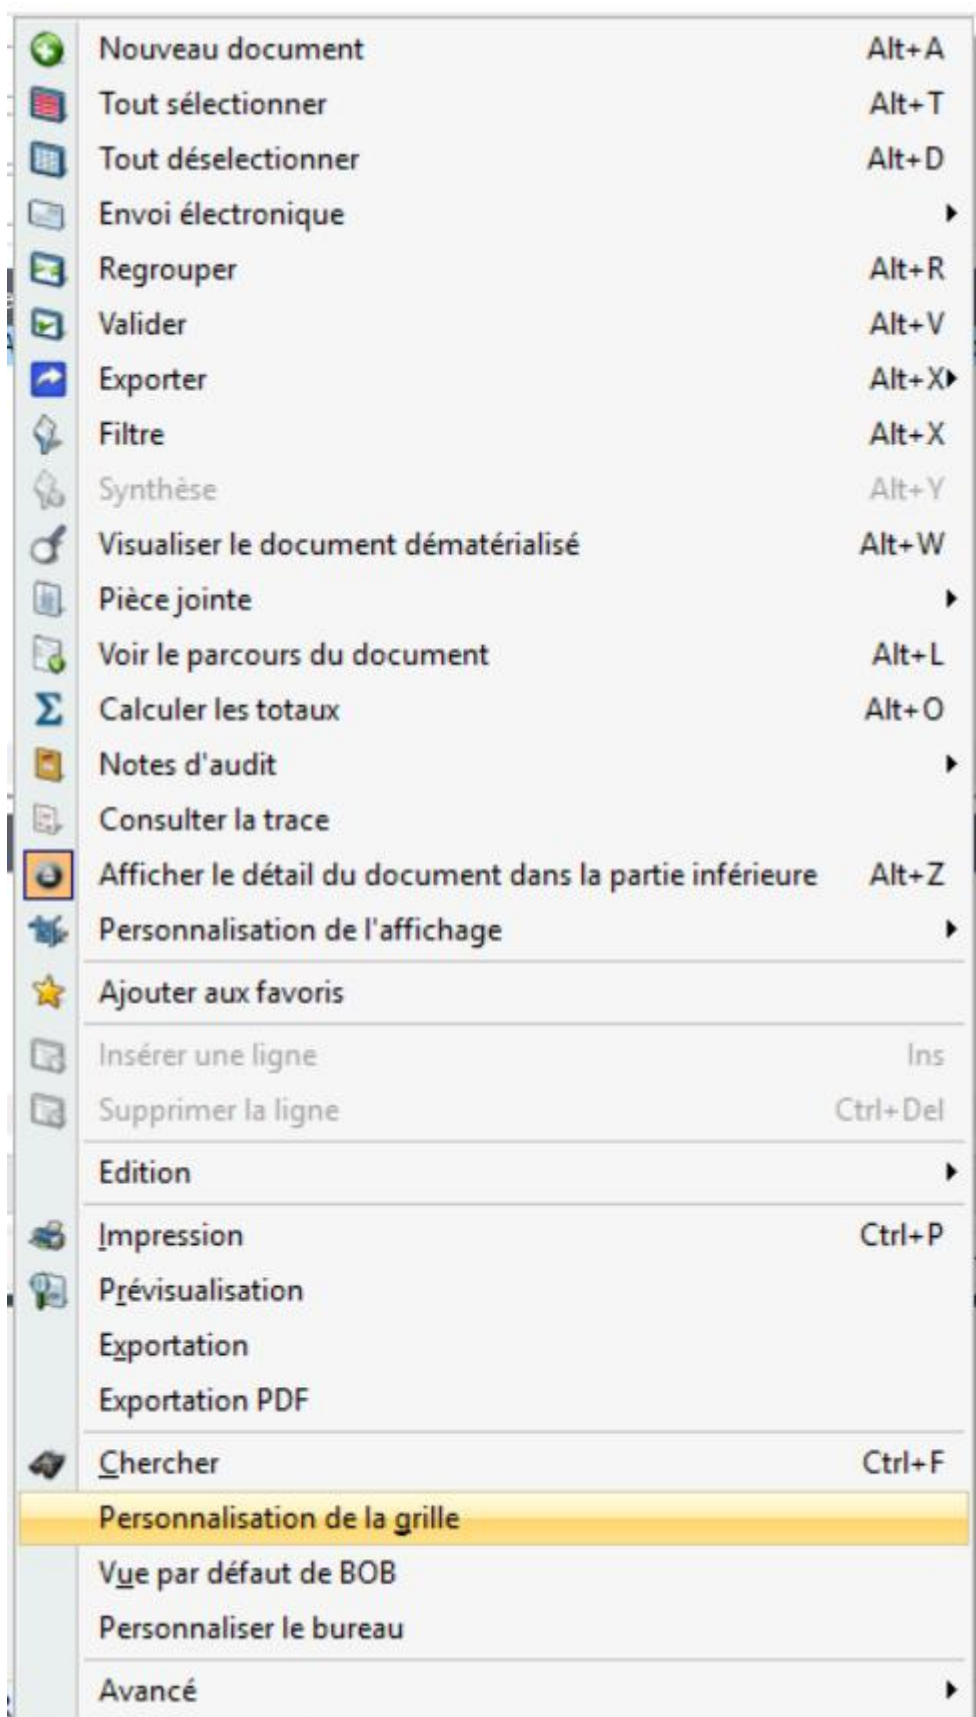 Nouveau document Alt+A
Tout sélectionner Alt+T
Tout déselectionner Alt+D
Envoi électronique
Regrouper Alt+R
Valider Alt+V
Exporter Alt+X
Filtre Alt+X
Synthèse Alt+Y
Visualiser le document dématérialisé Alt+W
Pièce jointe
Voir le parcours du document Alt+L
Calculer les totaux Alt+O
Notes d'audit
Consulter la trace
Afficher le détail du document dans la partie inférieure Alt+Z
Personnalisation de l'affichage
Ajouter aux favoris
Insérer une ligne Ins
Supprimer la ligne Ctrl+Del
Edition
Impression Ctrl+P
Prévisualisation
Exportation
Exportation PDF
Chercher Ctrl+F
Personnalisation de la grille
Vue par défaut de BOB
Personnaliser le bureau
Avancé